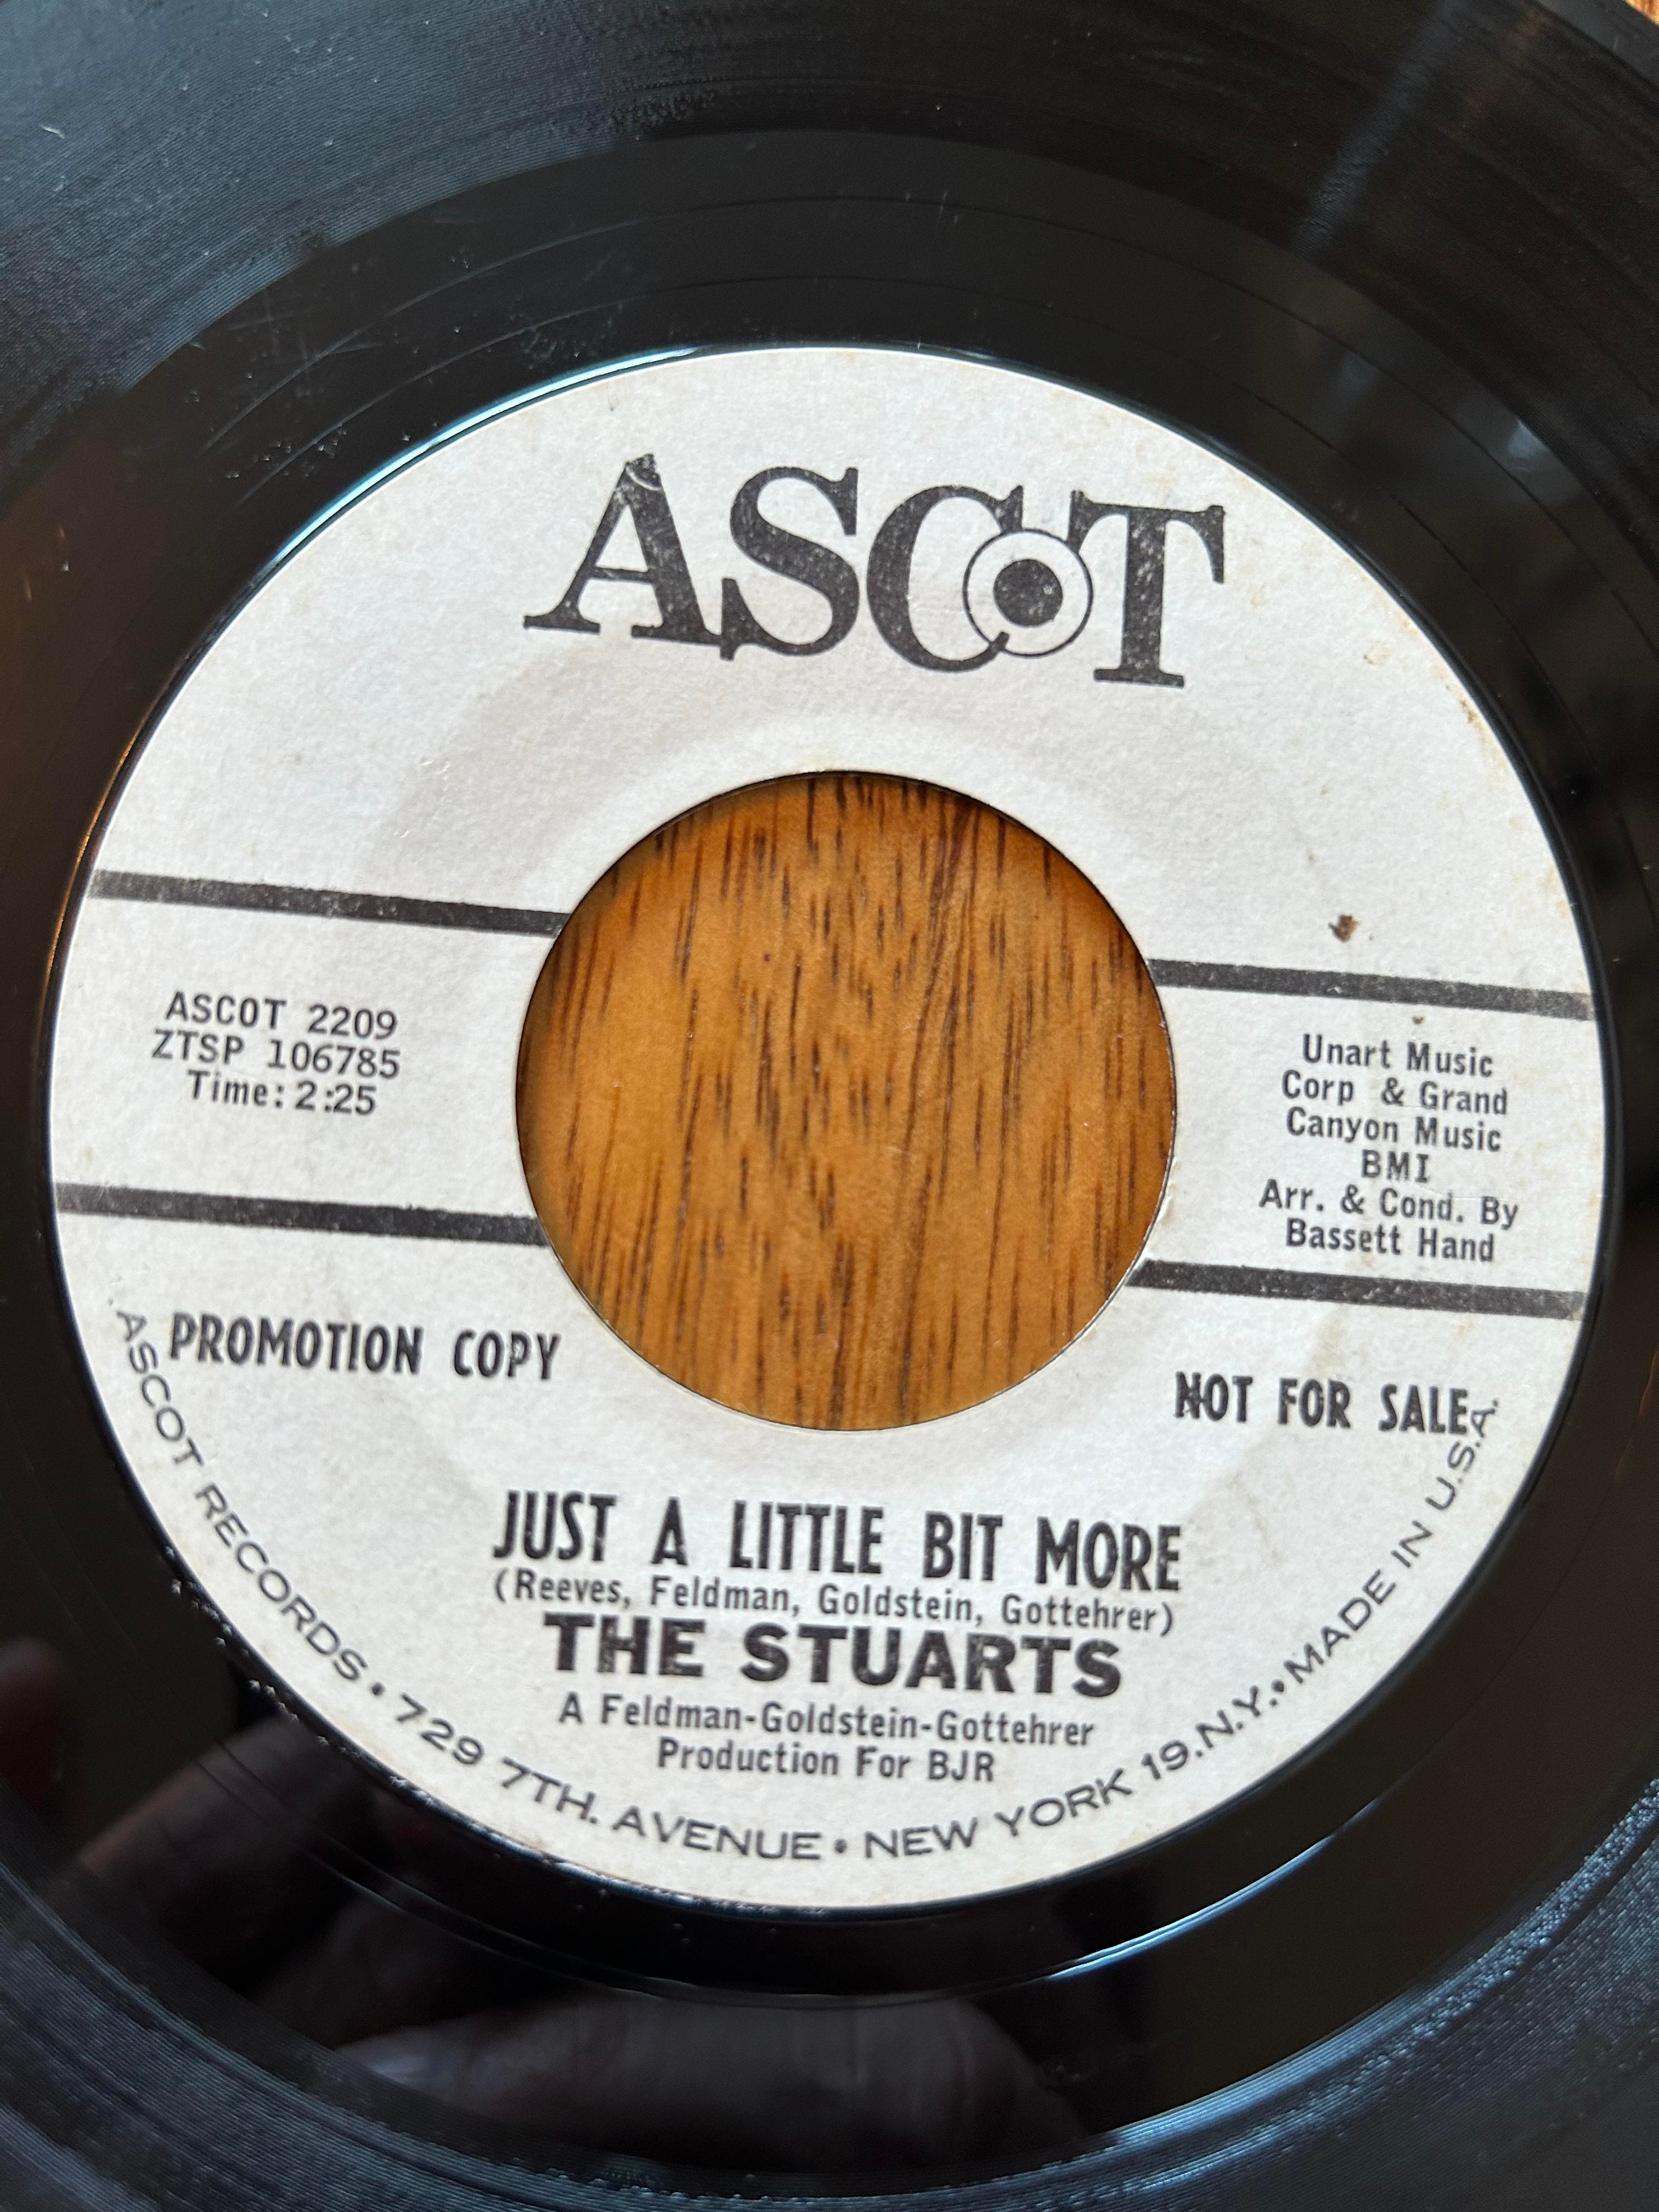 ASCOT
ASCOT 2209
ZTSP 106785
Time: 2:25
Unart Music
Corp & Grand
Canyon Music
BMI
Arr. & Cond. By
Bassett Hand
PROMOTION COPY
NOT FOR SALE
JUST A LITTLE BIT MORE
(Reeves, Feldman, Goldstein, Gottehrer)
THE STUARTS
A Feldman-Goldstein-Gottehrer
Production For BJR
ASCOT RECORDS • 729 7TH. AVENUE • NEW YORK 19, N.Y. • MADE IN U.S.A.